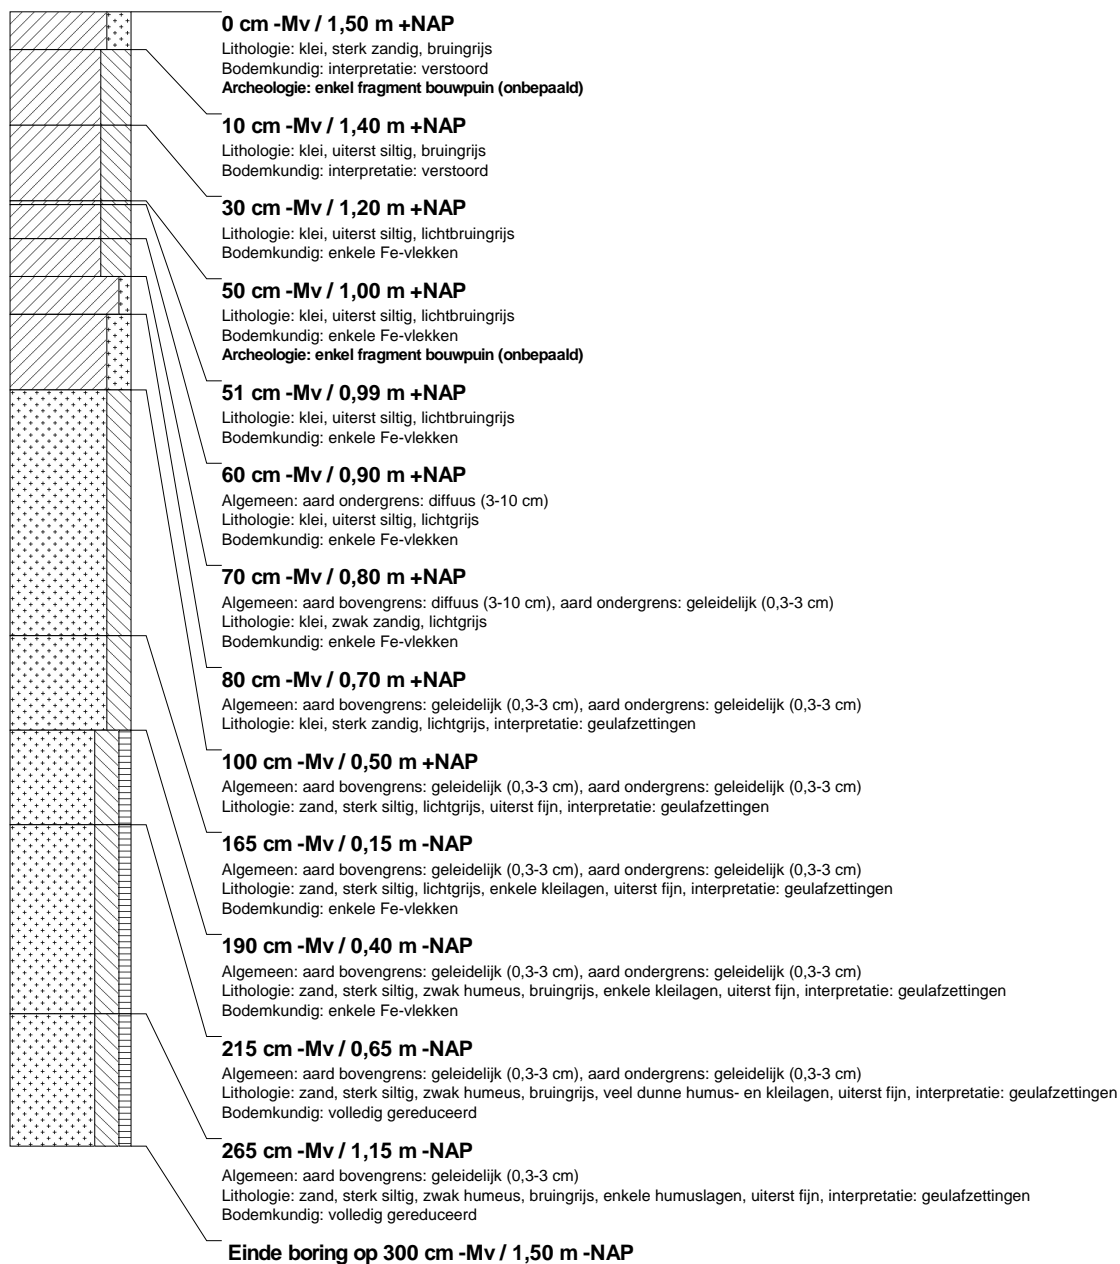 0 cm -Mv / 1,50 m +NAP
Lithologie: klei, sterk zandig, bruingrijs
Bodemkundig: interpretatie: verstoord
Archeologie: enkel fragment bouwpuin (onbepaald)
10 cm -Mv / 1,40 m +NAP
Lithologie: klei, uiterst siltig, bruingrijs
Bodemkundig: interpretatie: verstoord
30 cm -Mv / 1,20 m +NAP
Lithologie: klei, uiterst siltig, lichtbruingrijs
Bodemkundig: enkele Fe-vlekken
50 cm -Mv / 1,00 m +NAP
Lithologie: klei, uiterst siltig, lichtbruingrijs
Bodemkundig: enkele Fe-vlekken
Archeologie: enkel fragment bouwpuin (onbepaald)
51 cm -Mv / 0,99 m +NAP
Lithologie: klei, uiterst siltig, lichtbruingrijs
Bodemkundig: enkele Fe-vlekken
60 cm -Mv / 0,90 m +NAP
Algemeen: aard ondergrens: diffuus (3-10 cm)
Lithologie: klei, uiterst siltig, lichtgrijs
Bodemkundig: enkele Fe-vlekken
70 cm -Mv / 0,80 m +NAP
Algemeen: aard bovengrens: diffuus (3-10 cm), aard ondergrens: geleidelijk (0,3-3 cm)
Lithologie: klei, zwak zandig, lichtgrijs
Bodemkundig: enkele Fe-vlekken
80 cm -Mv / 0,70 m +NAP
Algemeen: aard bovengrens: geleidelijk (0,3-3 cm), aard ondergrens: geleidelijk (0,3-3 cm)
Lithologie: klei, sterk zandig, lichtgrijs, interpretatie: geulafzettingen
100 cm -Mv / 0,50 m +NAP
Algemeen: aard bovengrens: geleidelijk (0,3-3 cm), aard ondergrens: geleidelijk (0,3-3 cm)
Lithologie: zand, sterk siltig, lichtgrijs, uiterst fijn, interpretatie: geulafzettingen
165 cm -Mv / 0,15 m -NAP
Algemeen: aard bovengrens: geleidelijk (0,3-3 cm), aard ondergrens: geleidelijk (0,3-3 cm)
Lithologie: zand, sterk siltig, lichtgrijs, enkele kleilagen, uiterst fijn, interpretatie: geulafzettingen
Bodemkundig: enkele Fe-vlekken
190 cm -Mv / 0,40 m -NAP
Algemeen: aard bovengrens: geleidelijk (0,3-3 cm), aard ondergrens: geleidelijk (0,3-3 cm)
Lithologie: zand, sterk siltig, zwak humeus, bruingrijs, enkele kleilagen, uiterst fijn, interpretatie: geulafzettingen
Bodemkundig: enkele Fe-vlekken
215 cm -Mv / 0,65 m -NAP
Algemeen: aard bovengrens: geleidelijk (0,3-3 cm), aard ondergrens: geleidelijk (0,3-3 cm)
Lithologie: zand, sterk siltig, zwak humeus, bruingrijs, veel dunne humus- en kleilagen, uiterst fijn, interpretatie: geulafzettingen
Bodemkundig: volledig gereduceerd
265 cm -Mv / 1,15 m -NAP
Algemeen: aard bovengrens: geleidelijk (0,3-3 cm)
Lithologie: zand, sterk siltig, zwak humeus, bruingrijs, enkele humuslagen, uiterst fijn, interpretatie: geulafzettingen
Bodemkundig: volledig gereduceerd
Einde boring op 300 cm -Mv / 1,50 m -NAP